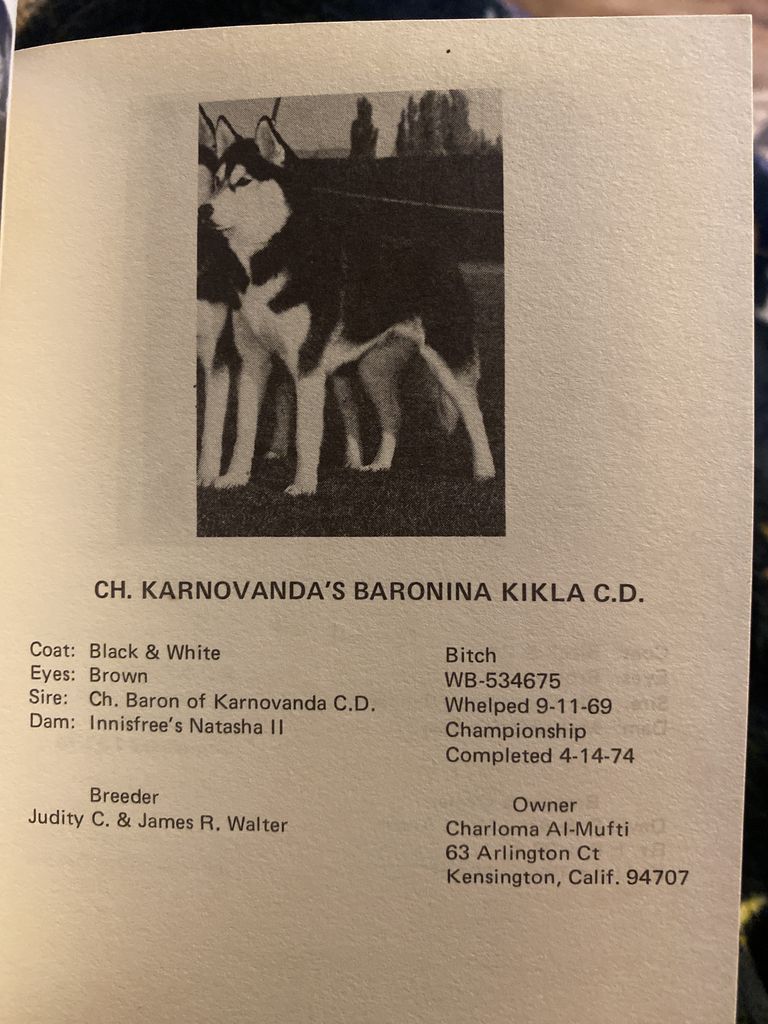 CH. KARNOVANDA'S BARONINA KIKLA C.D.
Coat: Black & White
Eyes: Brown
Sire: Ch. Baron of Karnovanda C.D.
Dam: Innisfree's Natasha II
Bitch
WB-534675
Whelped 9-11-69
Championship
Completed 4-14-74
Breeder
Judity C. & James R. Walter
Owner
Charloma Al-Mufti
63 Arlington Ct
Kensington, Calif. 94707